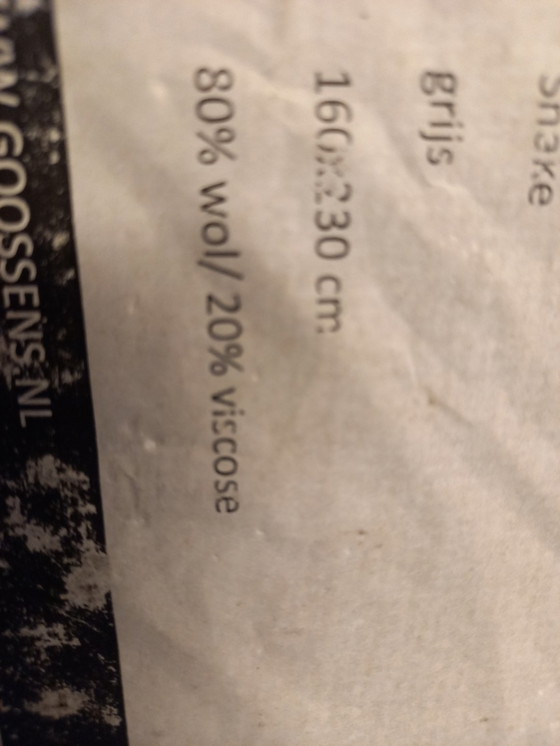 Snake
grijs
160x230 cm
80% wol/ 20% viscose
GOOSSENS.NL